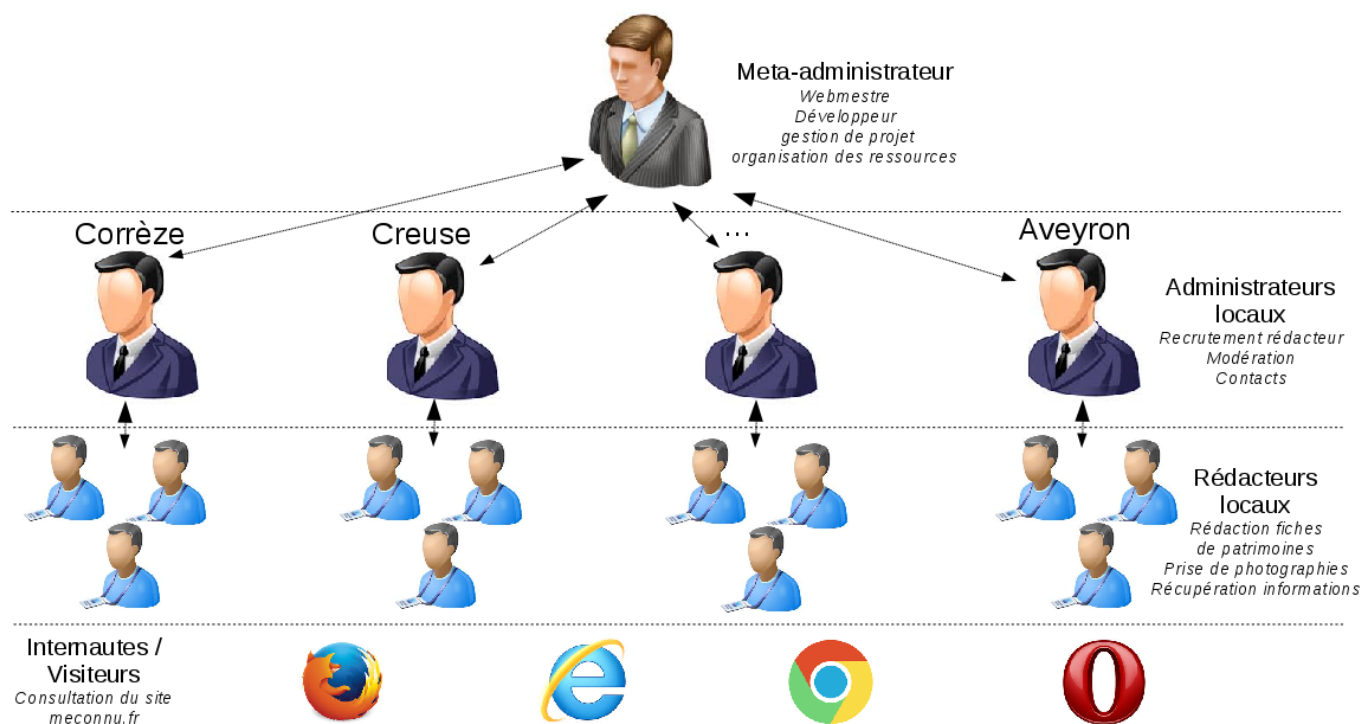 Meta-administrateur
Webmestre
Développeur
gestion de projet
organisation des ressources
Corrèze
Creuse
...
Aveyron
Administrateurs
locaux
Recrutement rédacteur
Modération
Contacts
Rédacteurs
locaux
Rédaction fiches
de patrimoines
Prise de photographies
Récupération informations
Internautes /
Visiteurs
Consultation du site
meconnu.fr